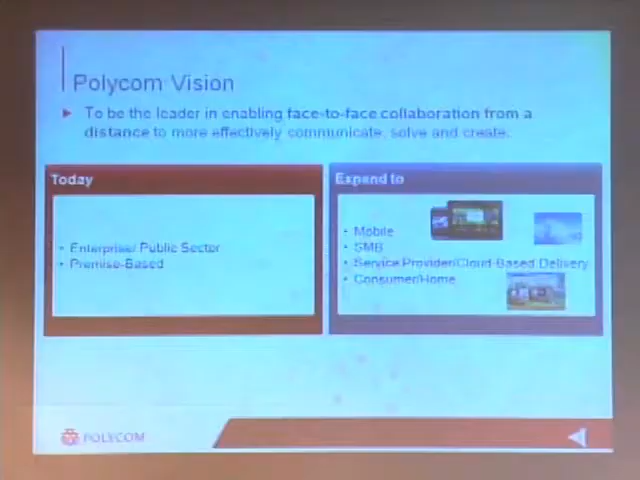 Polycom Vision
To be the leader in enabling face-to-face collaboration from a
distance to more effectively communicate, solve and create.
Today
• Enterprise/ Public Sector
• Premise-Based
Expend to
• Mobile
• SMB
• Service Provider/Cloud-Based Delivery
• Consumer/Home
POLYCOM